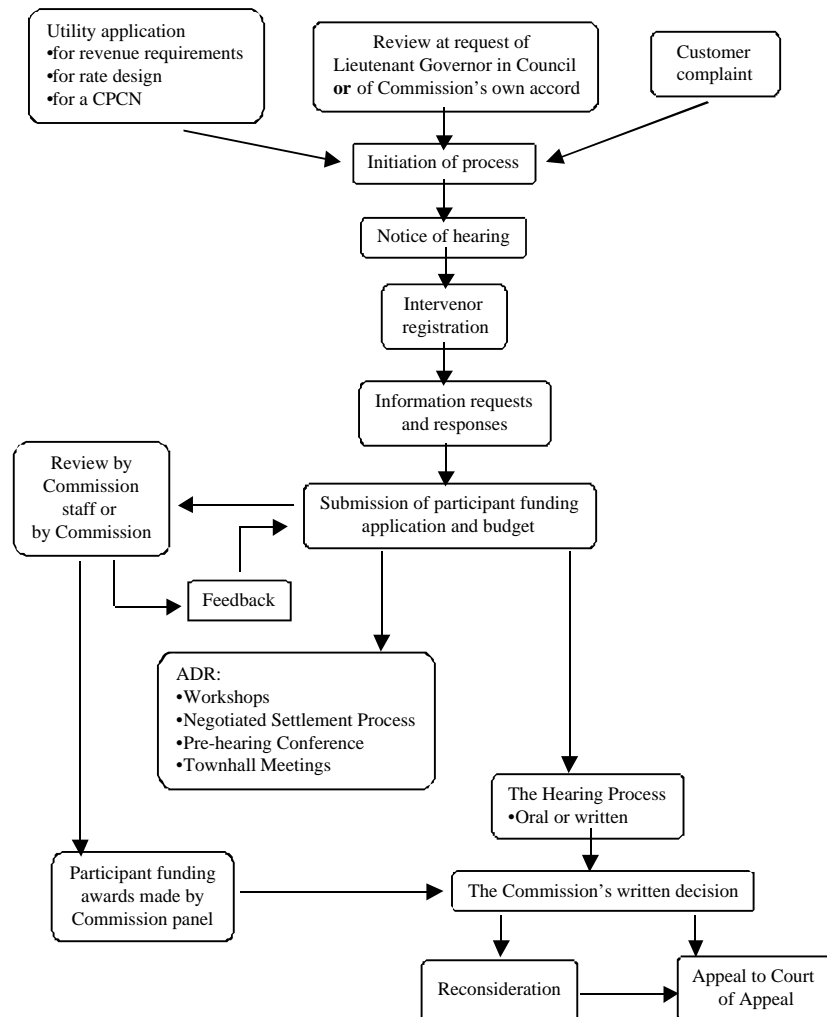 Utility application
•for revenue requirements
•for rate design
•for a CPCN
Review at request of
Lieutenant Governor in Council
or of Commission’s own accord
Customer
complaint
Initiation of process
Notice of hearing
Intervenor
registration
Information requests
and responses
Review by
Commission
staff or
by Commission
Submission of participant funding
application and budget
Feedback
ADR:
•Workshops
•Negotiated Settlement Process
•Pre-hearing Conference
•Townhall Meetings
The Hearing Process
•Oral or written
Participant funding
awards made by
Commission panel
The Commission’s written decision
Reconsideration
Appeal to Court
of Appeal